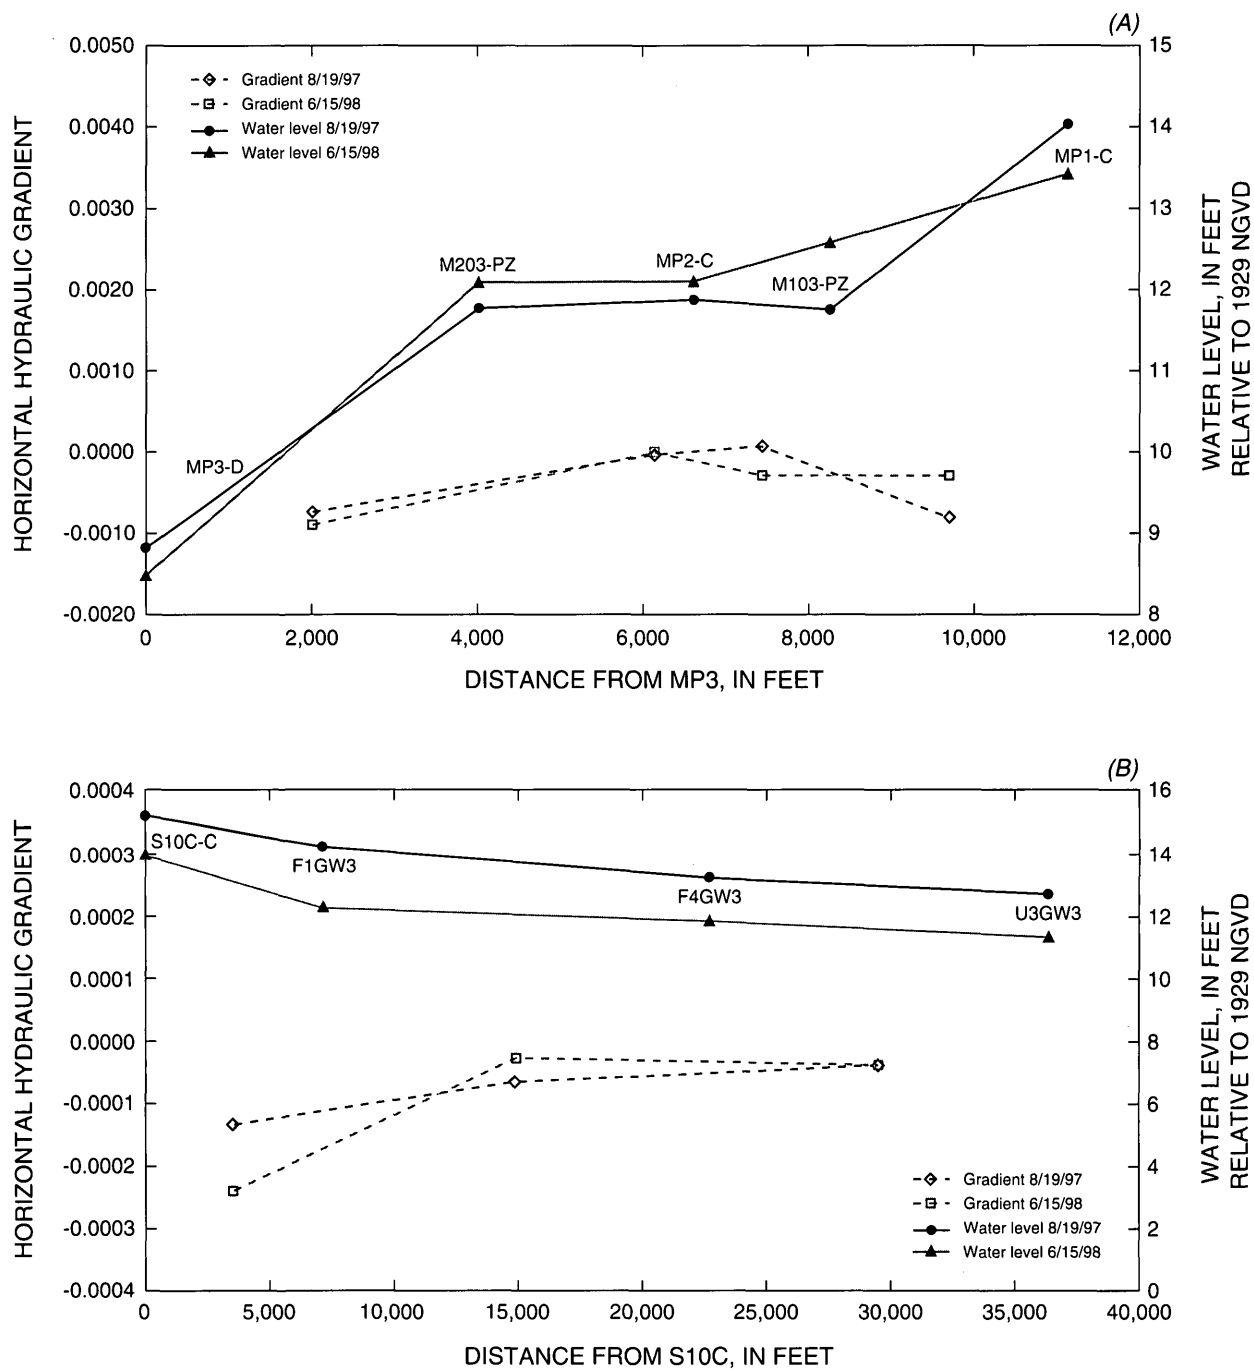 (A)
Gradient 8/19/97
Gradient 6/15/98
Water level 8/19/97
Water level 6/15/98
HORIZONTAL HYDRAULIC GRADIENT
0.0050
0.0040
0.0030
0.0020
0.0010
0.0000
-0.0010
-0.0020
MP3-D
M203-PZ
MP2-C
M103-PZ
MP1-C
15
14
13
12
11
10
9
8
WATER LEVEL, IN FEET
RELATIVE TO 1929 NGVD
0 2,000 4,000 6,000 8,000 10,000 12,000
DISTANCE FROM MP3, IN FEET
(B)
HORIZONTAL HYDRAULIC GRADIENT
0.0004
0.0003
0.0002
0.0001
0.0000
-0.0001
-0.0002
-0.0003
-0.0004
S10C-C
F1GW3
F4GW3
U3GW3
Gradient 8/19/97
Gradient 6/15/98
Water level 8/19/97
Water level 6/15/98
16
14
12
10
8
6
4
2
0
WATER LEVEL, IN FEET
RELATIVE TO 1929 NGVD
0 5,000 10,000 15,000 20,000 25,000 30,000 35,000 40,000
DISTANCE FROM S10C, IN FEET